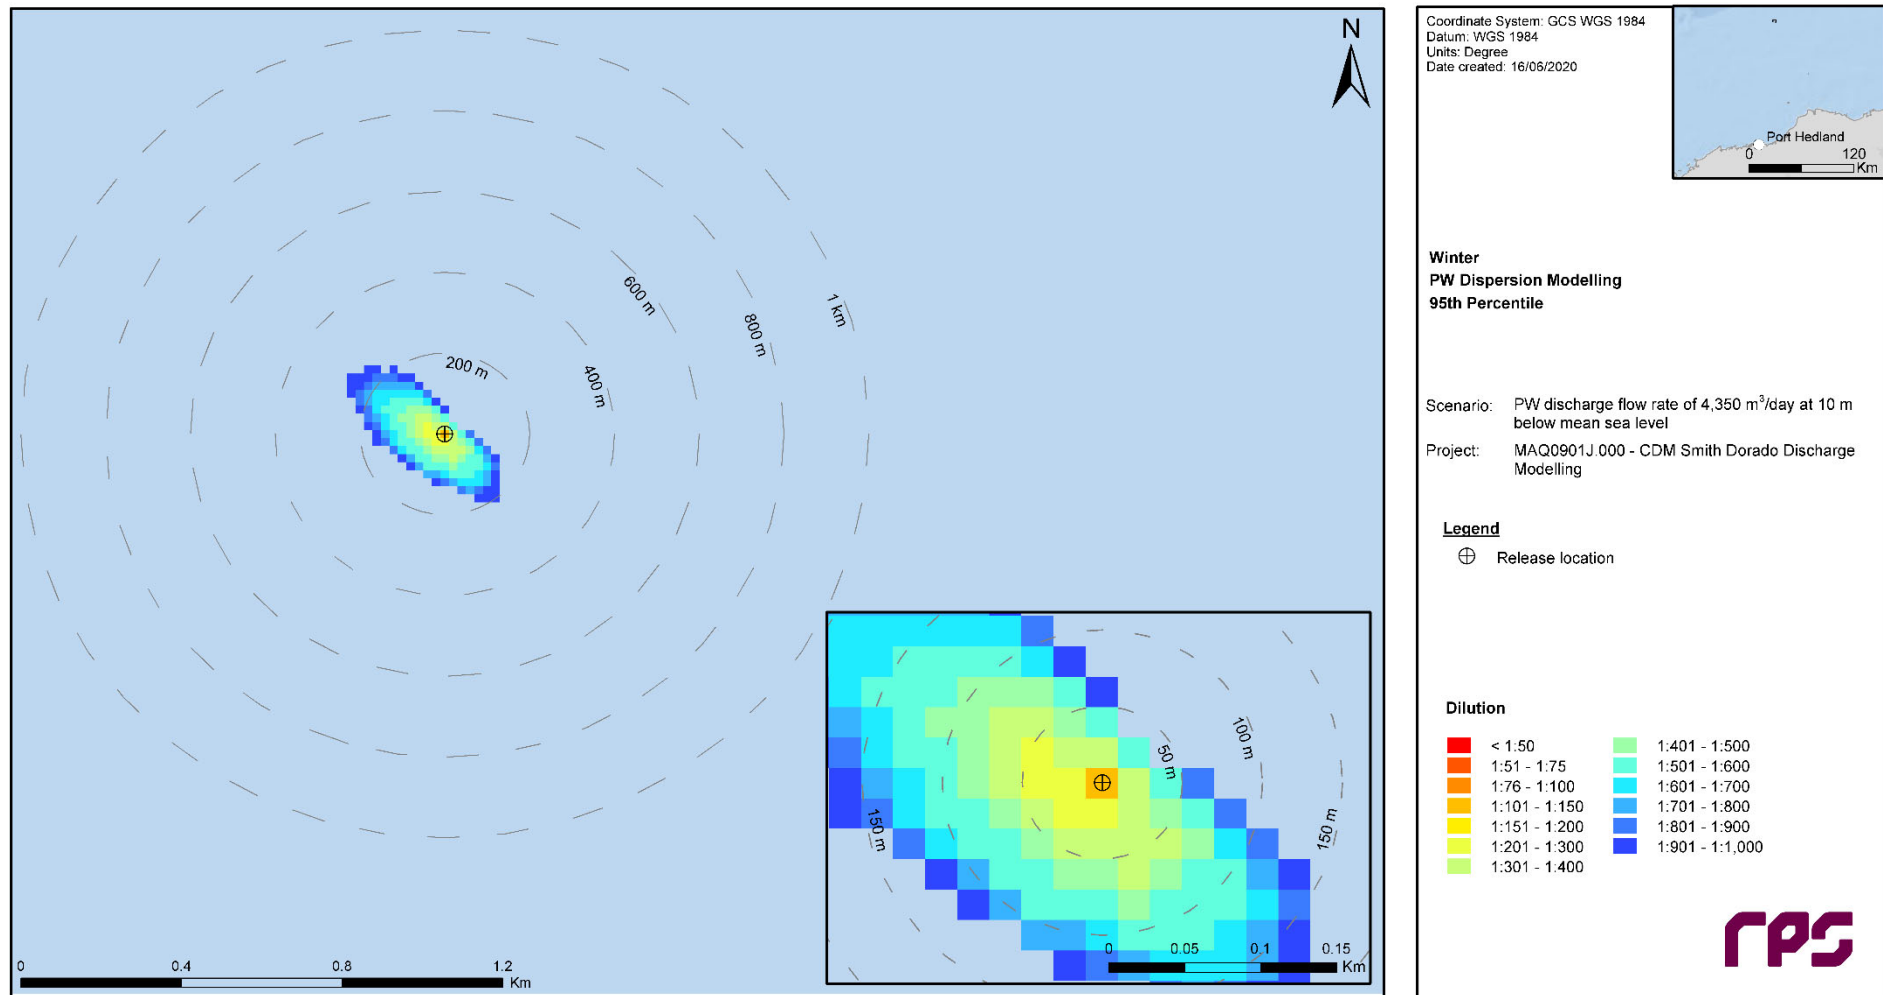 N
1 km
600 m
800 m
200 m
400 m
0 0.4 0.8 1.2
Km
100 m
50 m
150 m
150 m
0 0.05 0.1 0.15
Km
Coordinate System: GCS WGS 1984
Datum: WGS 1984
Units: Degree
Date created: 16/06/2020
Port Hedland
0 120
Km
Winter
PW Dispersion Modelling
95th Percentile
Scenario: PW discharge flow rate of 4,350 m³/day at 10 m
below mean sea level
Project: MAQ0901J.000 - CDM Smith Dorado Discharge
Modelling
Legend
Release location
Dilution
< 1:50
1:51 - 1:75
1:76 - 1:100
1:101 - 1:150
1:151 - 1:200
1:201 - 1:300
1:301 - 1:400
1:401 - 1:500
1:501 - 1:600
1:601 - 1:700
1:701 - 1:800
1:801 - 1:900
1:901 - 1:1,000
rps